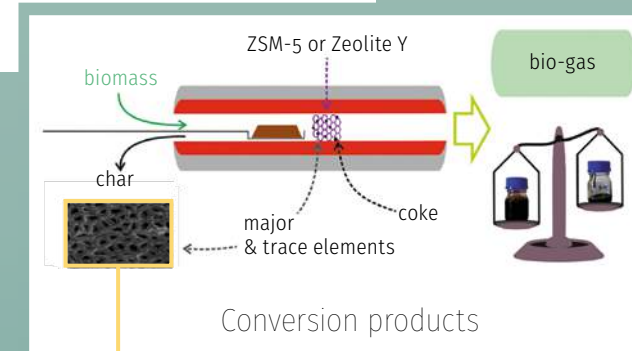 ZSM-5 or Zeolite Y
bio-gas
biomass
char
major
& trace elements
coke
Conversion products